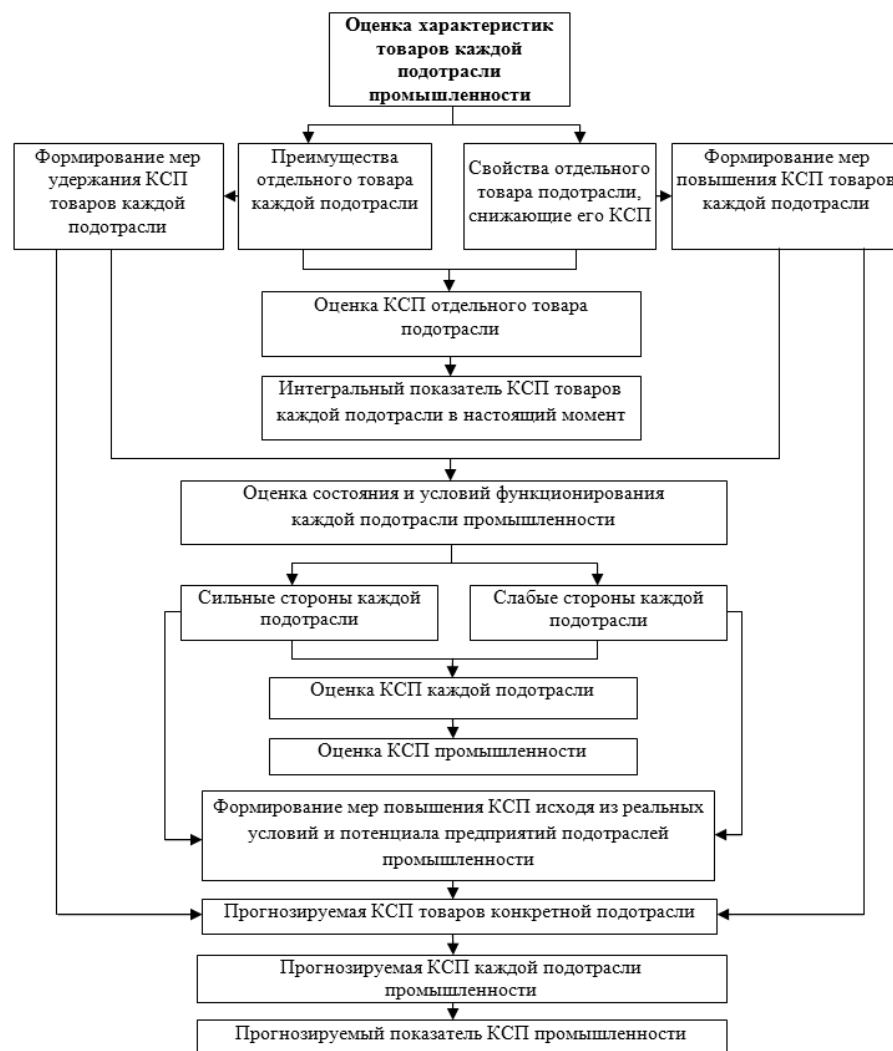 Оценка характеристик
товаров каждой
подотрасли
промышленности
Формирование мер
удержания КСП
товаров каждой
подотрасли
Преимущества
отдельного товара
каждой подотрасли
Свойства отдельного
товара подотрасли,
снижающие его КСП
Формирование мер
повышения КСП товаров
каждой подотрасли
Оценка КСП отдельного товара
подотрасли
Интегральный показатель КСП товаров
каждой подотрасли в настоящий момент
Оценка состояния и условий функционирования
каждой подотрасли промышленности
Сильные стороны каждой
подотрасли
Слабые стороны каждой
подотрасли
Оценка КСП каждой подотрасли
Оценка КСП промышленности
Формирование мер повышения КСП исходя из реальных
условий и потенциала предприятий подотраслей
промышленности
Прогнозируемая КСП товаров конкретной подотрасли
Прогнозируемая КСП каждой подотрасли
промышленности
Прогнозируемый показатель КСП промышленности